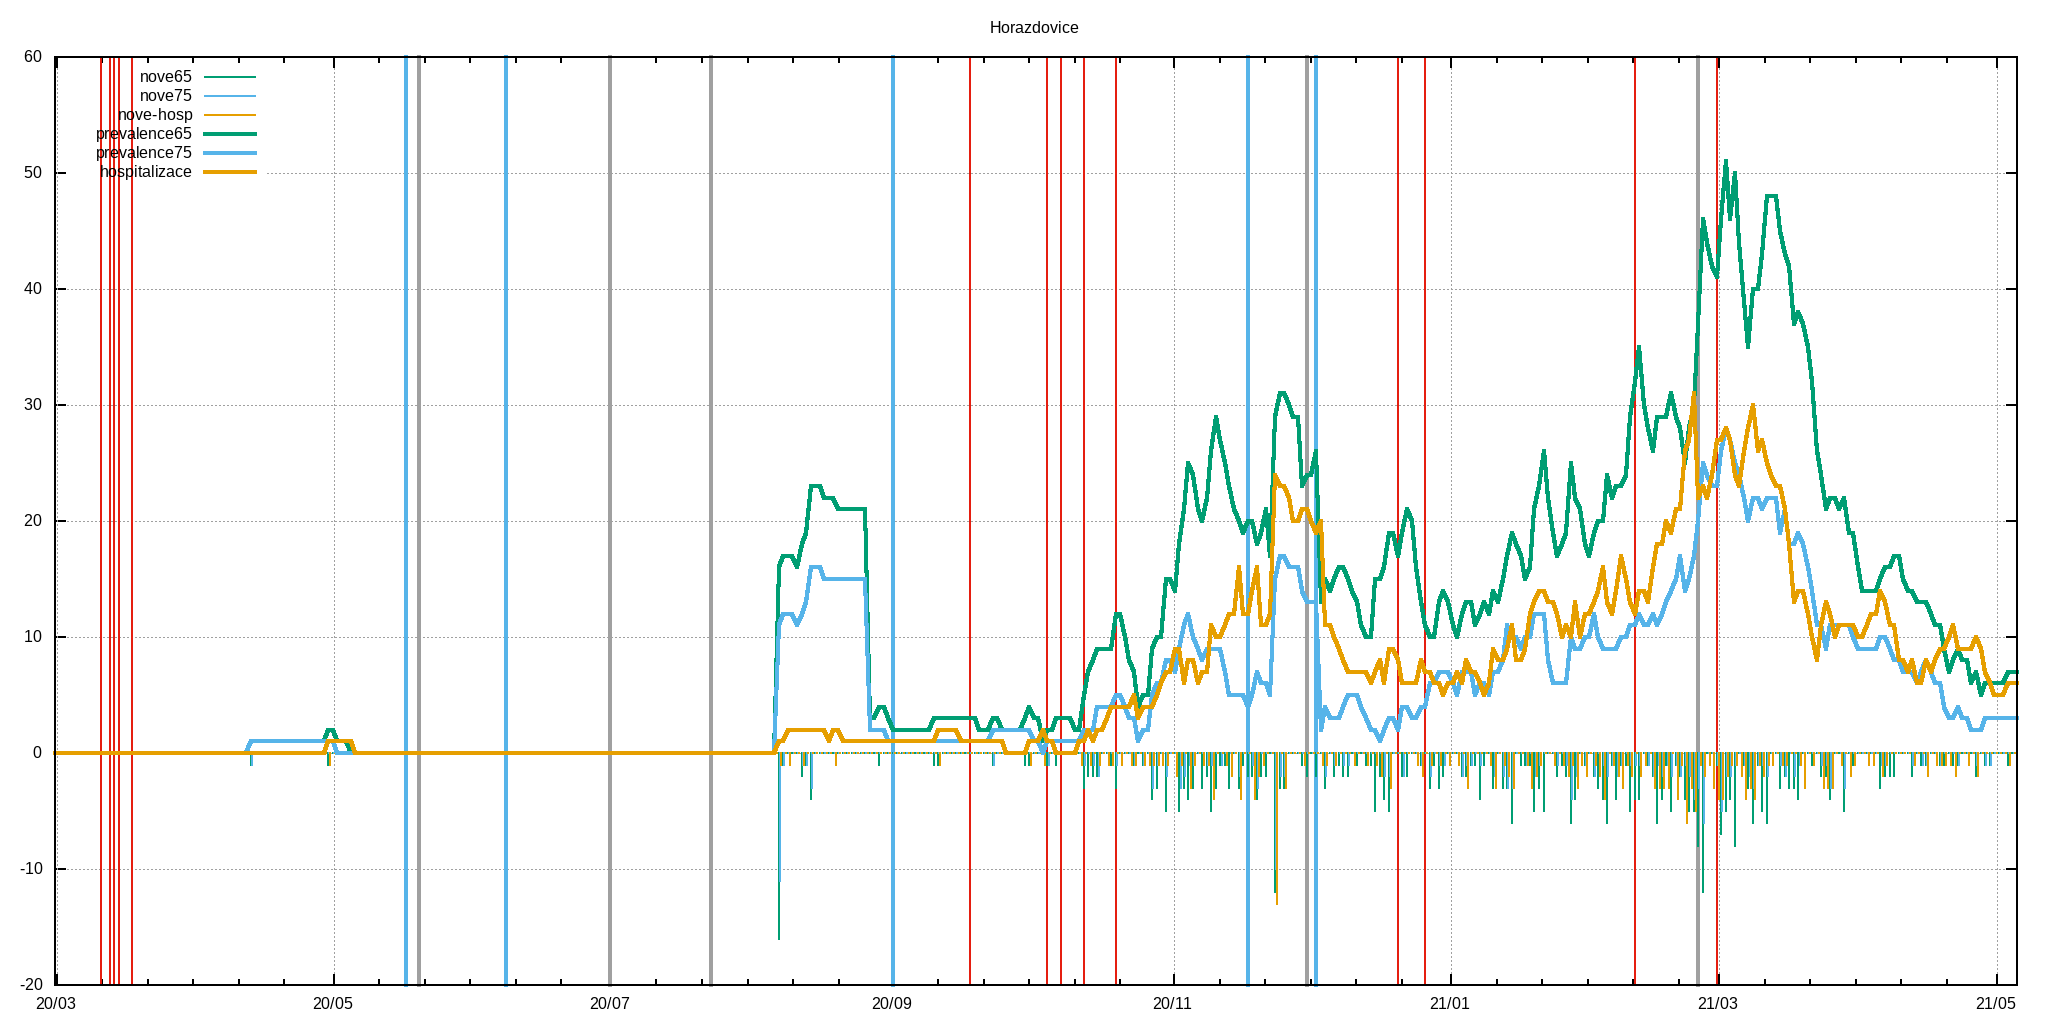 Horazdovice
60
50
40
30
20
10
0
-10
-20
nove65
nove75
nove-hosp
prevalence65
prevalence75
hospitalizace
20/03 20/05 20/07 20/09 20/11 21/01 21/03 21/05